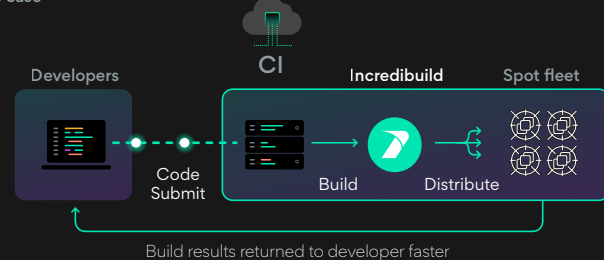 CI
Developers
Incredibuild
Spot fleet
Code
Submit
Build
Distribute
Build results returned to developer faster